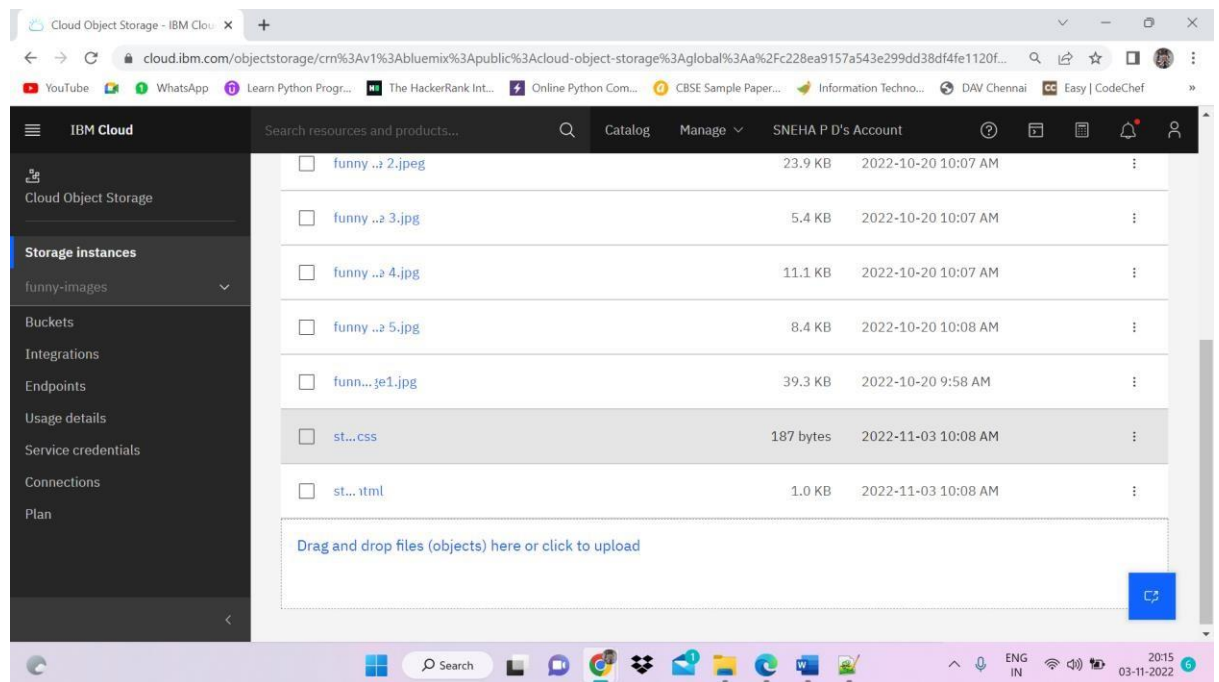 Cloud Object Storage - IBM Clou
cloud.ibm.com/objectstorage/crn%3Av1%3Abluemix%3Apublic%3Acloud-object-storage%3Aglobal%3Aa%2Fc228ea9157a543e299dd38df4fe1120f...
YouTube WhatsApp Learn Python Progr... The HackerRank Int... Online Python Com... CBSE Sample Paper... Information Techno... DAV Chennai Easy | CodeChef »
IBM Cloud Search resources and products... Catalog Manage SNEHA P D's Account
Cloud Object Storage
Storage instances
funny-images
Buckets
Integrations
Endpoints
Usage details
Service credentials
Connections
Plan
funny ..e 2.jpeg 23.9 KB 2022-10-20 10:07 AM
funny ..e 3.jpg 5.4 KB 2022-10-20 10:07 AM
funny ..e 4.jpg 11.1 KB 2022-10-20 10:07 AM
funny ..e 5.jpg 8.4 KB 2022-10-20 10:08 AM
funn... ge1.jpg 39.3 KB 2022-10-20 9:58 AM
st...css 187 bytes 2022-11-03 10:08 AM
st... html 1.0 KB 2022-11-03 10:08 AM
Drag and drop files (objects) here or click to upload
Search
ENG
IN
20:15
03-11-2022
6